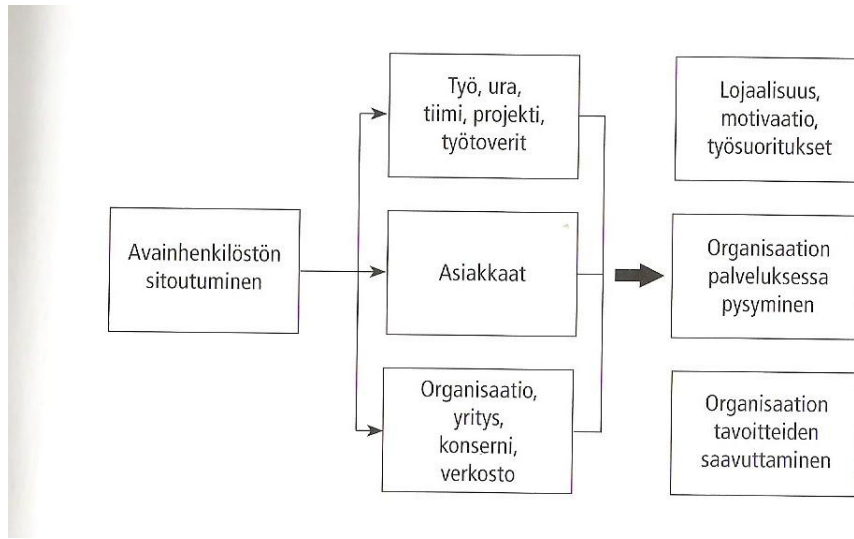 Avainhenkilöstön
sitoutuminen
Työ, ura,
tiimi, projekti,
työtoverit
Asiakkaat
Organisaatio,
yritys,
konserni,
verkosto
Lojaalisuus,
motivaatio,
työsuoritukset
Organisaation
palveluksessa
pysyminen
Organisaation
tavoitteiden
saavuttaminen